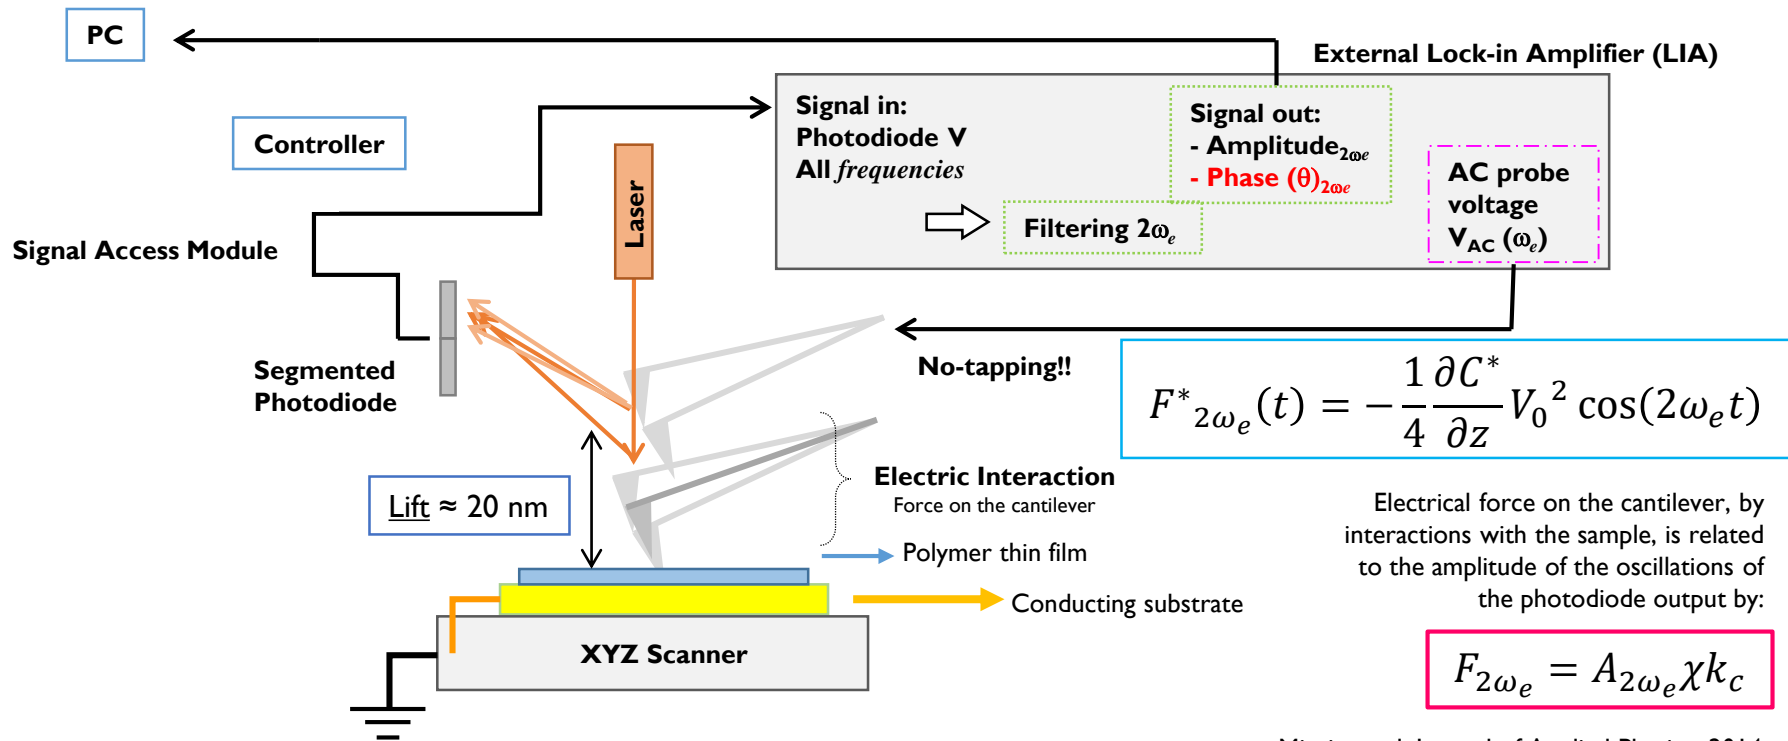 PC
External Lock-in Amplifier (LIA)
Signal in:
Photodiode V
All frequencies
Signal out:
- Amplitude2ωe
- Phase (θ)2ωe
Filtering 2ωe
AC probe
voltage
VAC (ωe)
Controller
Laser
Signal Access Module
Segmented
Photodiode
No-tapping!!
F*2ωe(t) = −1/4 ∂C*/∂z V0² cos(2ωet)
Lift ≈ 20 nm
Electric Interaction
Force on the cantilever
Polymer thin film
Conducting substrate
XYZ Scanner
Electrical force on the cantilever, by
interactions with the sample, is related
to the amplitude of the oscillations of
the photodiode output by:
F2ωe = A2ωeχkc